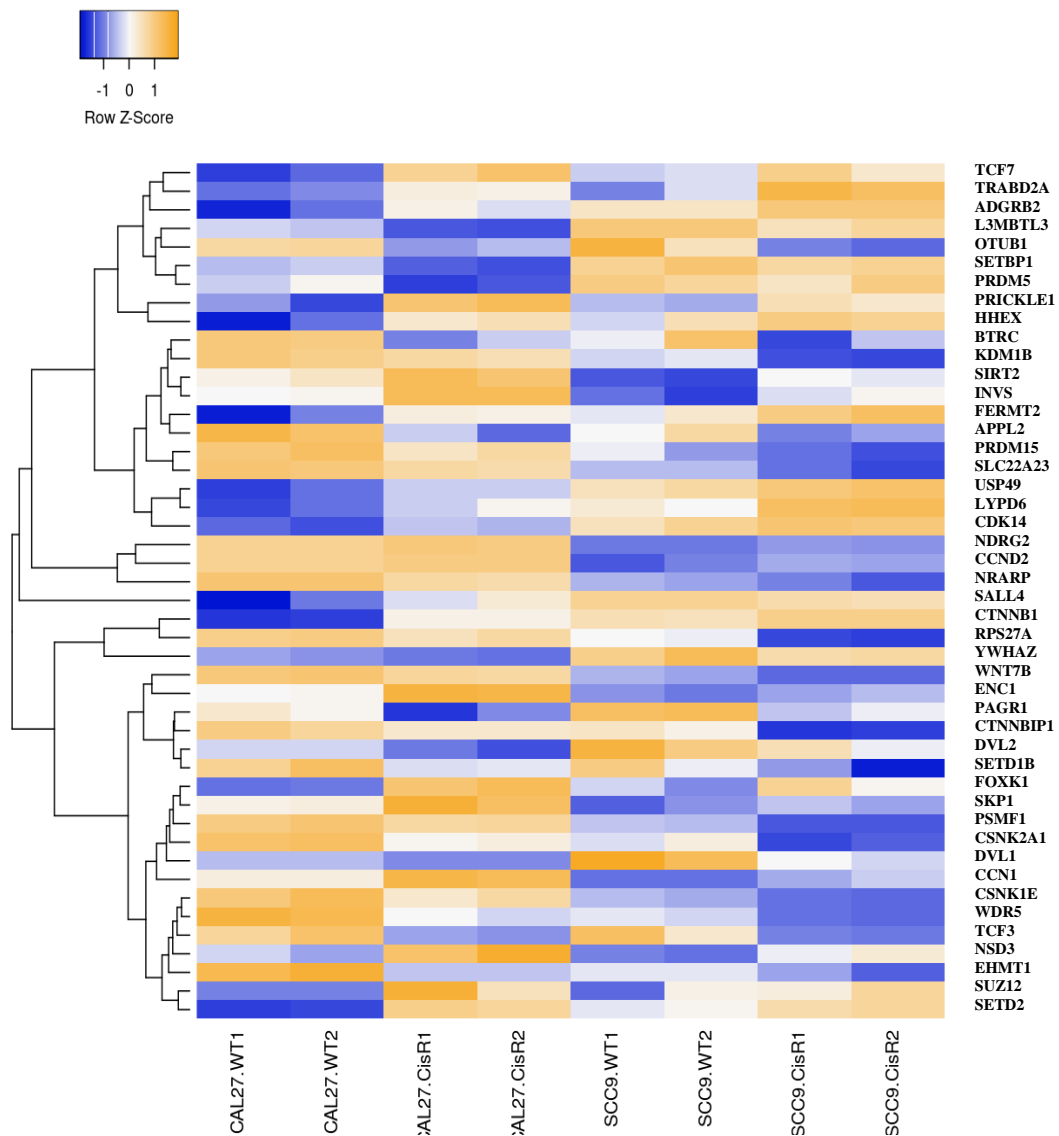 -1 0 1
Row Z-Score
TCF7
TRABD2A
ADGRB2
L3MBTL3
OTUB1
SETBP1
PRDM5
PRICKLE1
HHEX
BTRC
KDM1B
SIRT2
INVS
FERMT2
APPL2
PRDM15
SLC22A23
USP49
LYPD6
CDK14
NDRG2
CCND2
NRARP
SALL4
CTNNB1
RPS27A
YWHAZ
WNT7B
ENC1
PAGR1
CTNNBIP1
DVL2
SETD1B
FOXK1
SKP1
PSMF1
CSNK2A1
DVL1
CCN1
CSNK1E
WDR5
TCF3
NSD3
EHMT1
SUZ12
SETD2
CAL27.WT1
CAL27.WT2
CAL27.CisR1
CAL27.CisR2
SCC9.WT1
SCC9.WT2
SCC9.CisR1
SCC9.CisR2